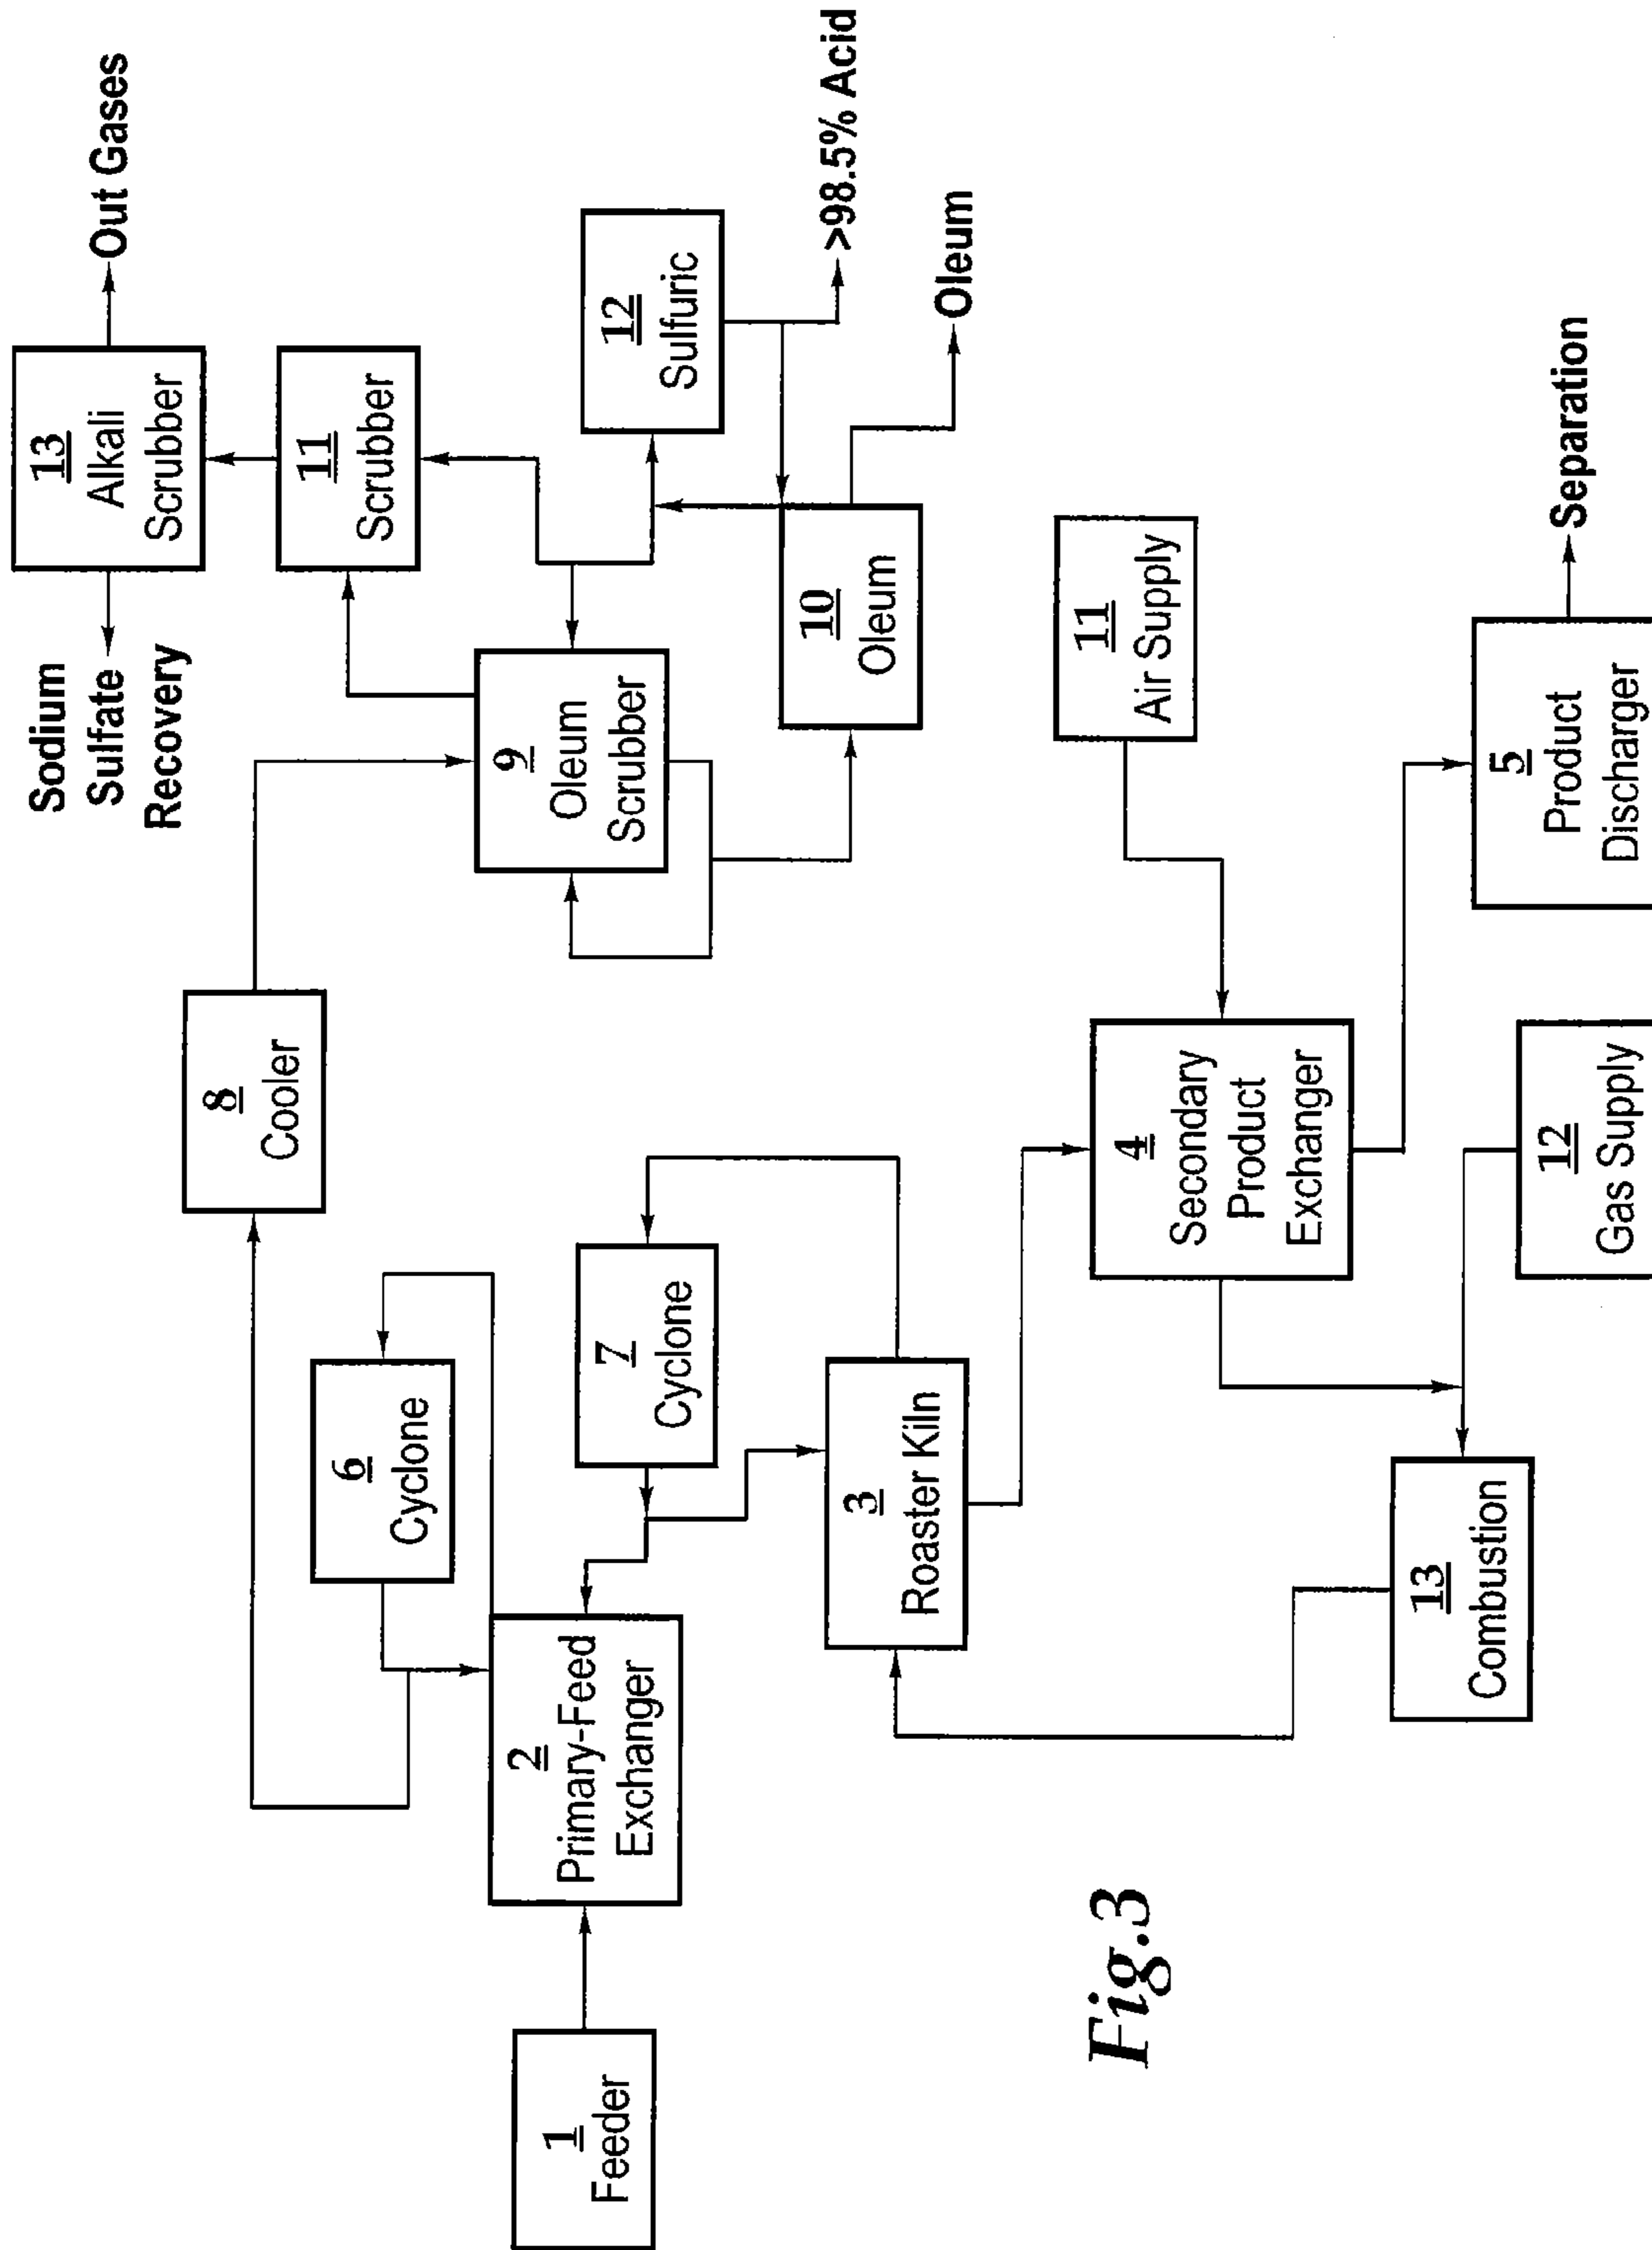 1
Feeder
2
Primary-Feed
Exchanger
6
Cyclone
7
Cyclone
3
Roaster Kiln
8
Cooler
9
Oleum
Scrubber
10
Oleum
11
Scrubber
12
Sulfuric
13
Alkali
Scrubber
Sodium
Sulfate
Recovery
Out Gases
>98.5% Acid
Oleum
4
Secondary
Product
Exchanger
11
Air Supply
5
Product
Discharger
Separation
12
Gas Supply
13
Combustion
Fig.3